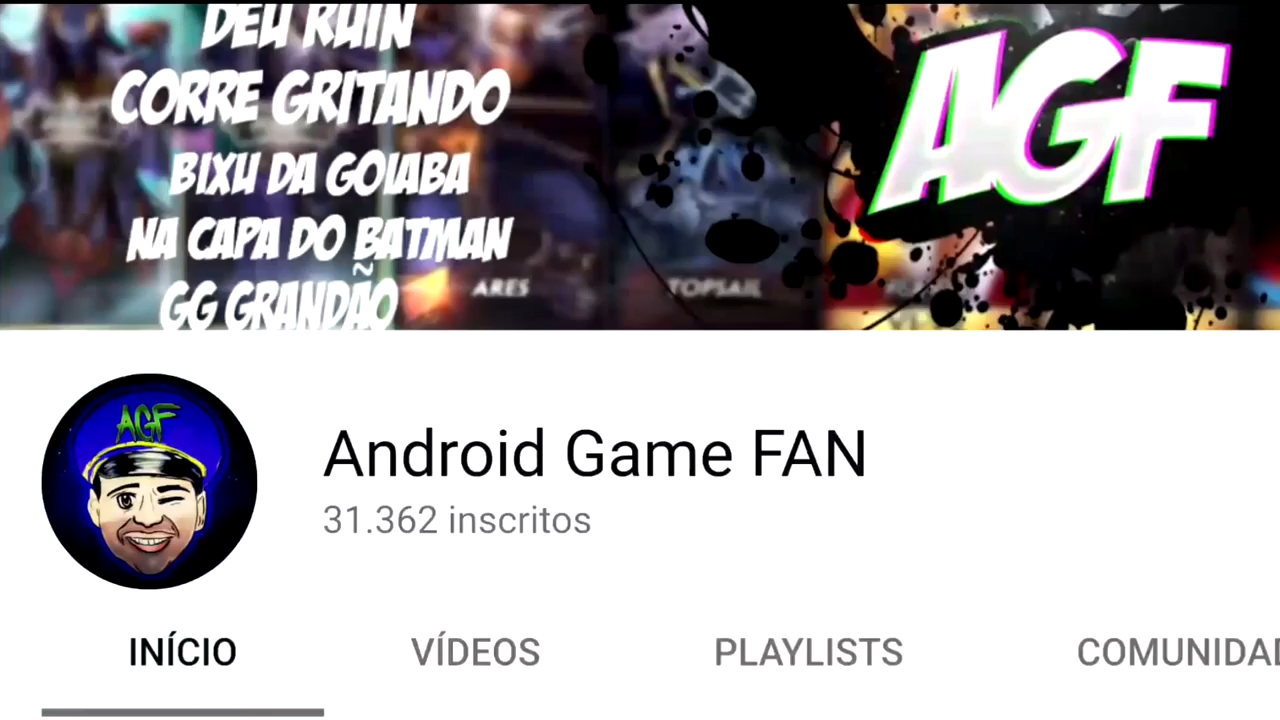 DEU RUIN
CORRE GRITANDO
BIXU DA GOIABA
NA CAPA DO BATMAN
GG GRANDÃO
ARES
TOPSAIL
AGF
AGF
Android Game FAN
31.362 inscritos
INÍCIO
VÍDEOS
PLAYLISTS
COMUNIDAD